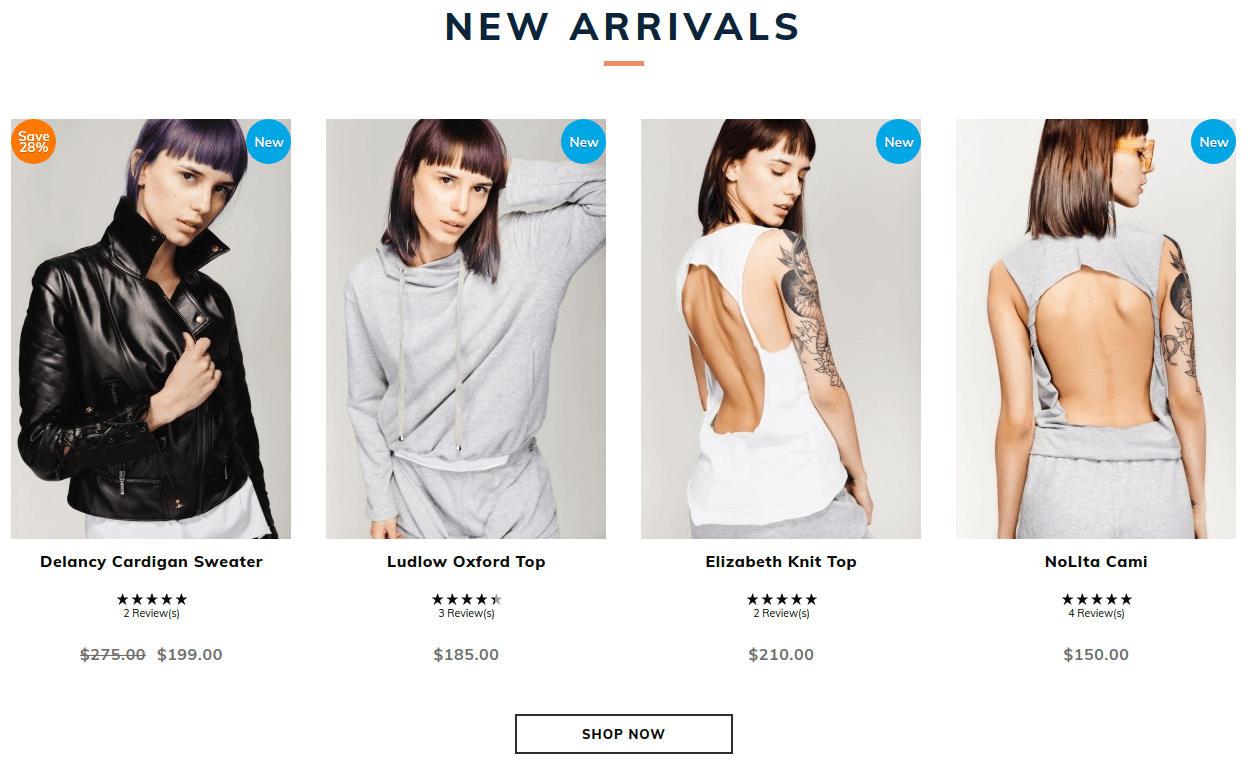 NEW ARRIVALS
Save
28%
New
New
New
New
Delancy Cardigan Sweater
Ludlow Oxford Top
Elizabeth Knit Top
NoLIta Cami
2 Review(s)
3 Review(s)
2 Review(s)
4 Review(s)
$275.00 $199.00
$185.00
$210.00
$150.00
SHOP NOW